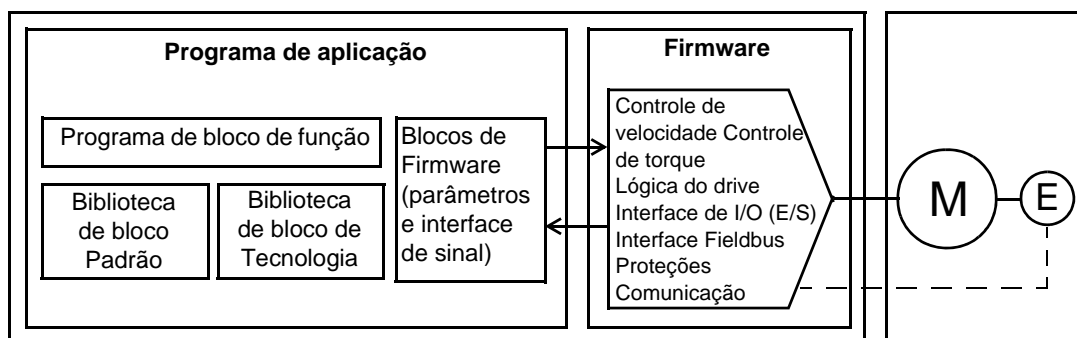 Programa de aplicação
Firmware
Programa de bloco de função
Biblioteca
de bloco
Padrão
Biblioteca
de bloco de
Tecnologia
Blocos de
Firmware
(parâmetros
e interface
de sinal)
Controle de
velocidade Controle
de torque
Lógica do drive
Interface de I/O (E/S)
Interface Fieldbus
Proteções
Comunicação
M
E